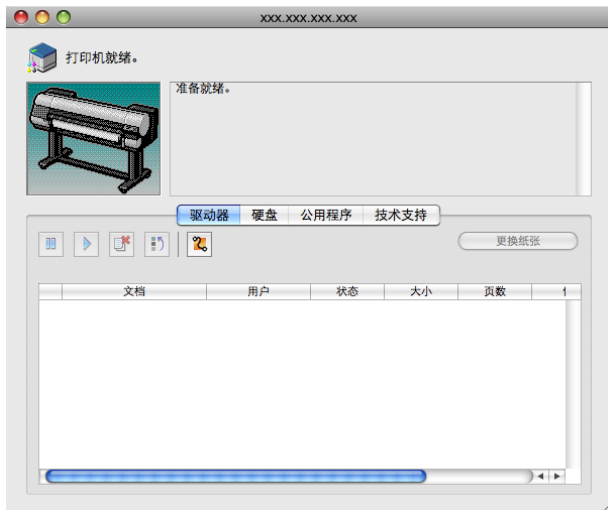 xxx.xxx.xxx.xxx
打印机就绪。
准备就绪。
驱动器 硬盘 公用程序 技术支持
更换纸张
文档 用户 状态 大小 页数